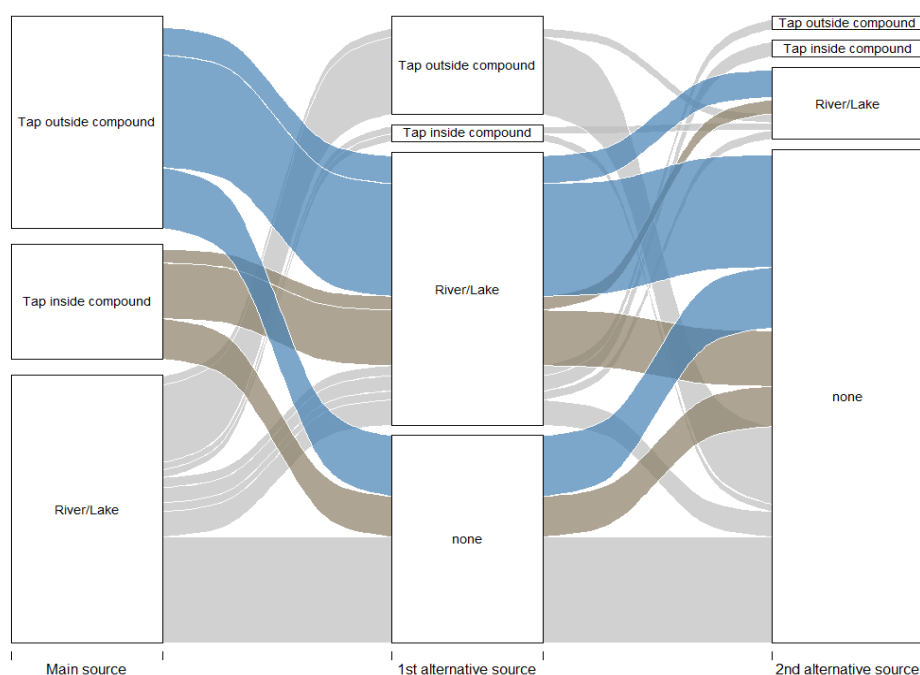 Tap outside compound
Tap inside compound
River/Lake
Tap outside compound
Tap inside compound
River/Lake
none
Tap outside compound
Tap inside compound
River/Lake
none
Main source
1st alternative source
2nd alternative source